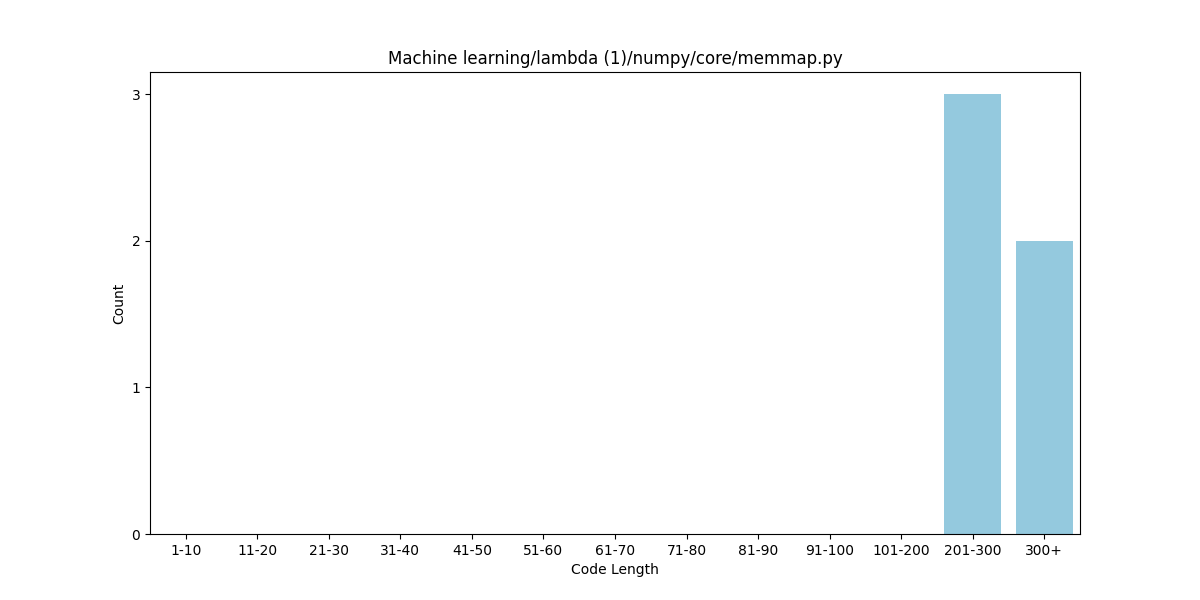 Machine learning/lambda (1)/numpy/core/memmap.py
3
2
1
0
Count
1-10 11-20 21-30 31-40 41-50 51-60 61-70 71-80 81-90 91-100 101-200 201-300 300+
Code Length